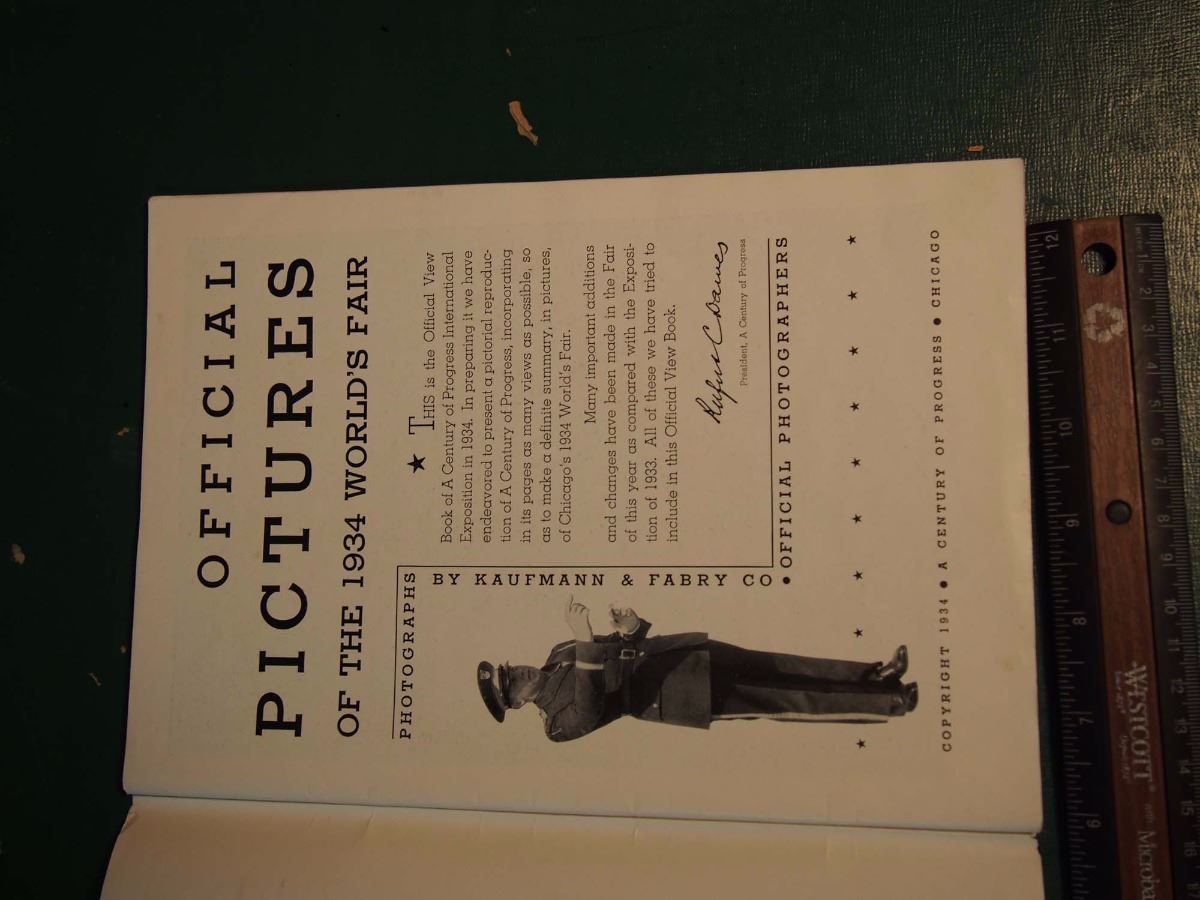 OFFICIAL
PICTURES
OF THE 1934 WORLD'S FAIR
PHOTOGRAPHS
BY KAUFMANN & FABRY CO
● OFFICIAL PHOTOGRAPHERS
★ THIS is the Official View
Book of A Century of Progress International
Exposition in 1934. In preparing it we have
endeavored to present a pictorial reproduc-
tion of A Century of Progress, incorporating
in its pages as many views as possible, so
as to make a definite summary, in pictures,
of Chicago's 1934 World's Fair.
Many important additions
and changes have been made in the Fair
of this year as compared with the Exposi-
tion of 1933. All of these we have tried to
include in this Official View Book.
Rufus C Dawes
President, A Century of Progress
★ ★ ★ ★ ★ ★ ★ ★ ★
COPYRIGHT 1934 ● A CENTURY OF PROGRESS ● CHICAGO
6 7 8 9 10 11 12
1 2 3 4 5 6 7 8 9 10 11 12 13 14 15 16
WESTCOTT
Microba